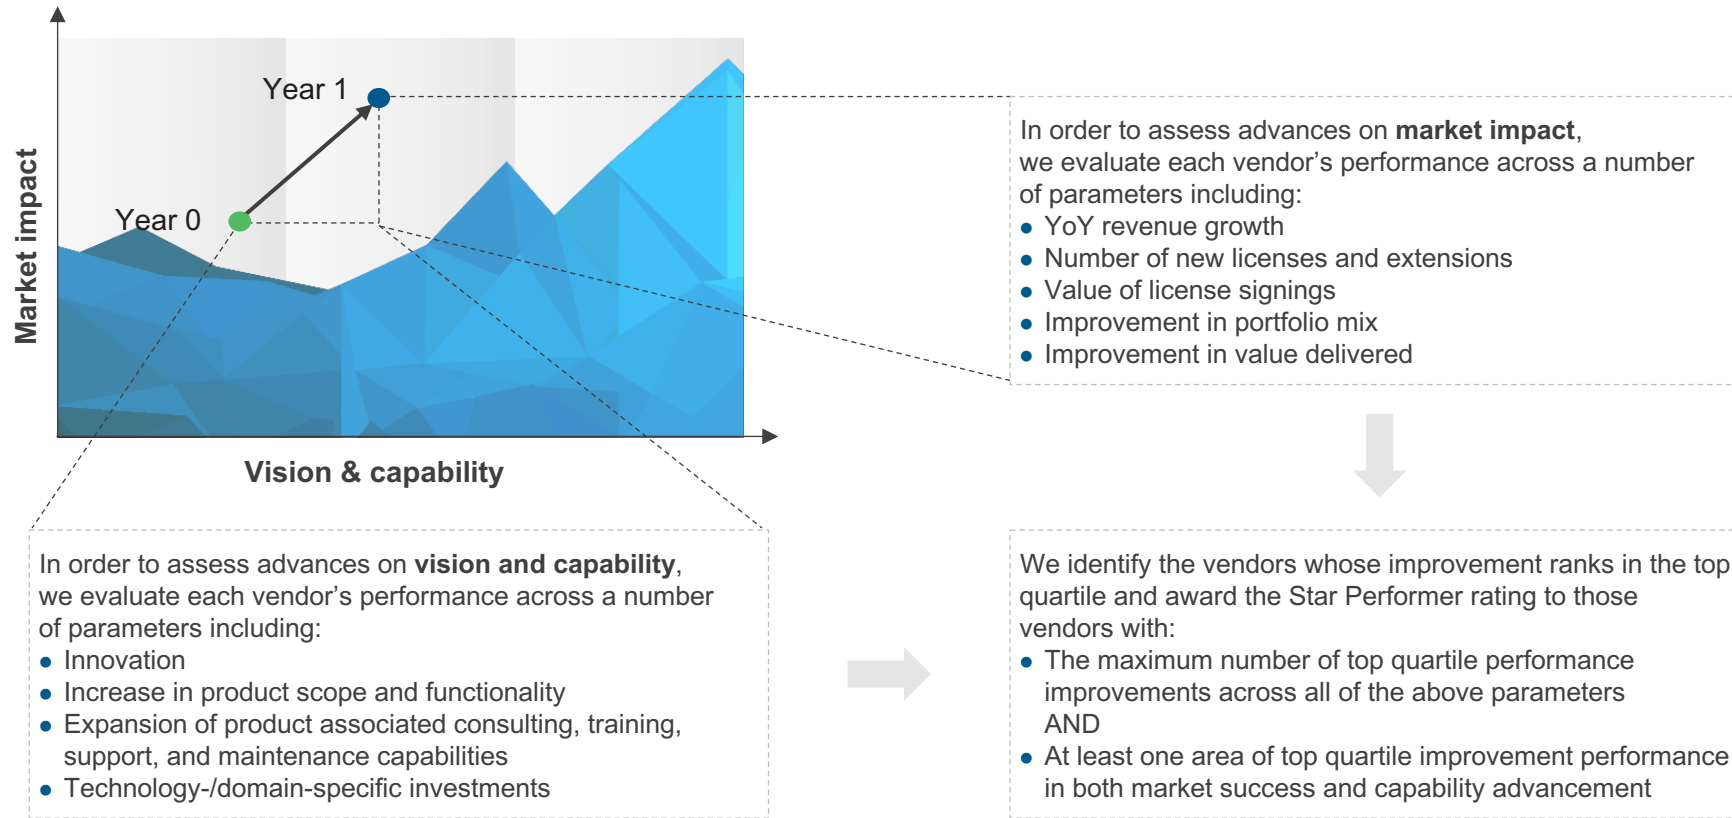 Year 1
Year 0
Market impact
Vision & capability
In order to assess advances on market impact,
we evaluate each vendor’s performance across a number
of parameters including:
● YoY revenue growth
● Number of new licenses and extensions
● Value of license signings
● Improvement in portfolio mix
● Improvement in value delivered
In order to assess advances on vision and capability,
we evaluate each vendor’s performance across a number
of parameters including:
● Innovation
● Increase in product scope and functionality
● Expansion of product associated consulting, training,
support, and maintenance capabilities
● Technology-/domain-specific investments
We identify the vendors whose improvement ranks in the top
quartile and award the Star Performer rating to those
vendors with:
● The maximum number of top quartile performance
improvements across all of the above parameters
AND
● At least one area of top quartile improvement performance
in both market success and capability advancement